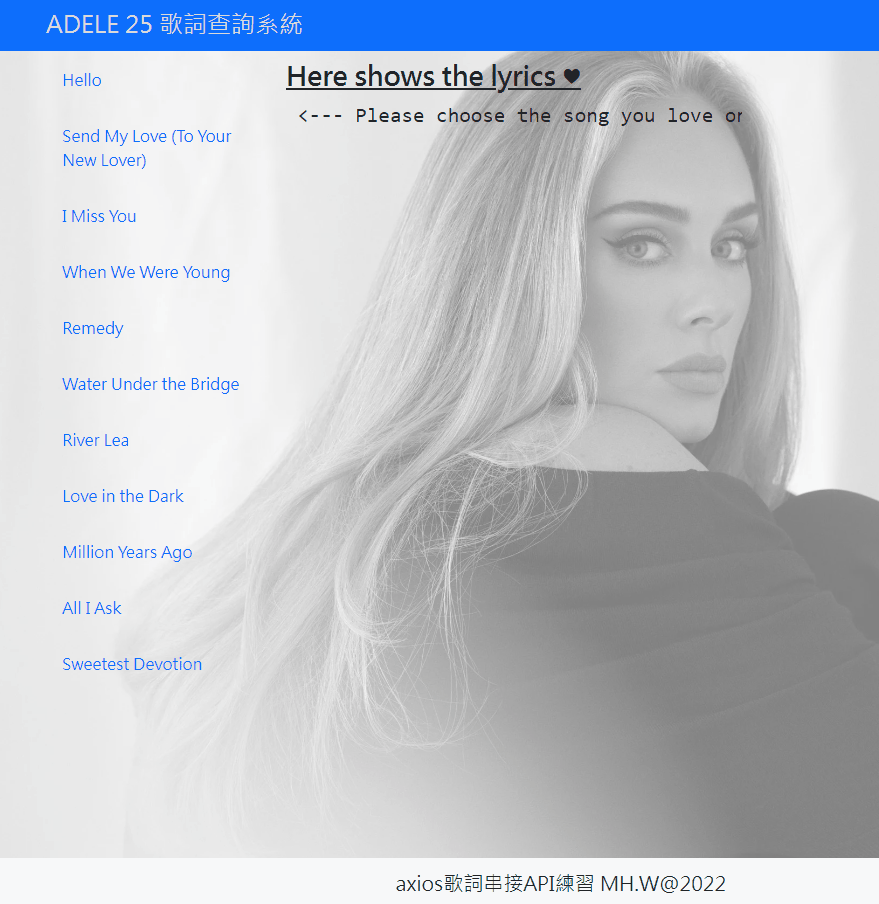 ADELE 25 歌詞查詢系統
Here shows the lyrics ♥
<--- Please choose the song you love or
Hello
Send My Love (To Your
New Lover)
I Miss You
When We Were Young
Remedy
Water Under the Bridge
River Lea
Love in the Dark
Million Years Ago
All I Ask
Sweetest Devotion
axios歌詞串接API練習 MH.W@2022